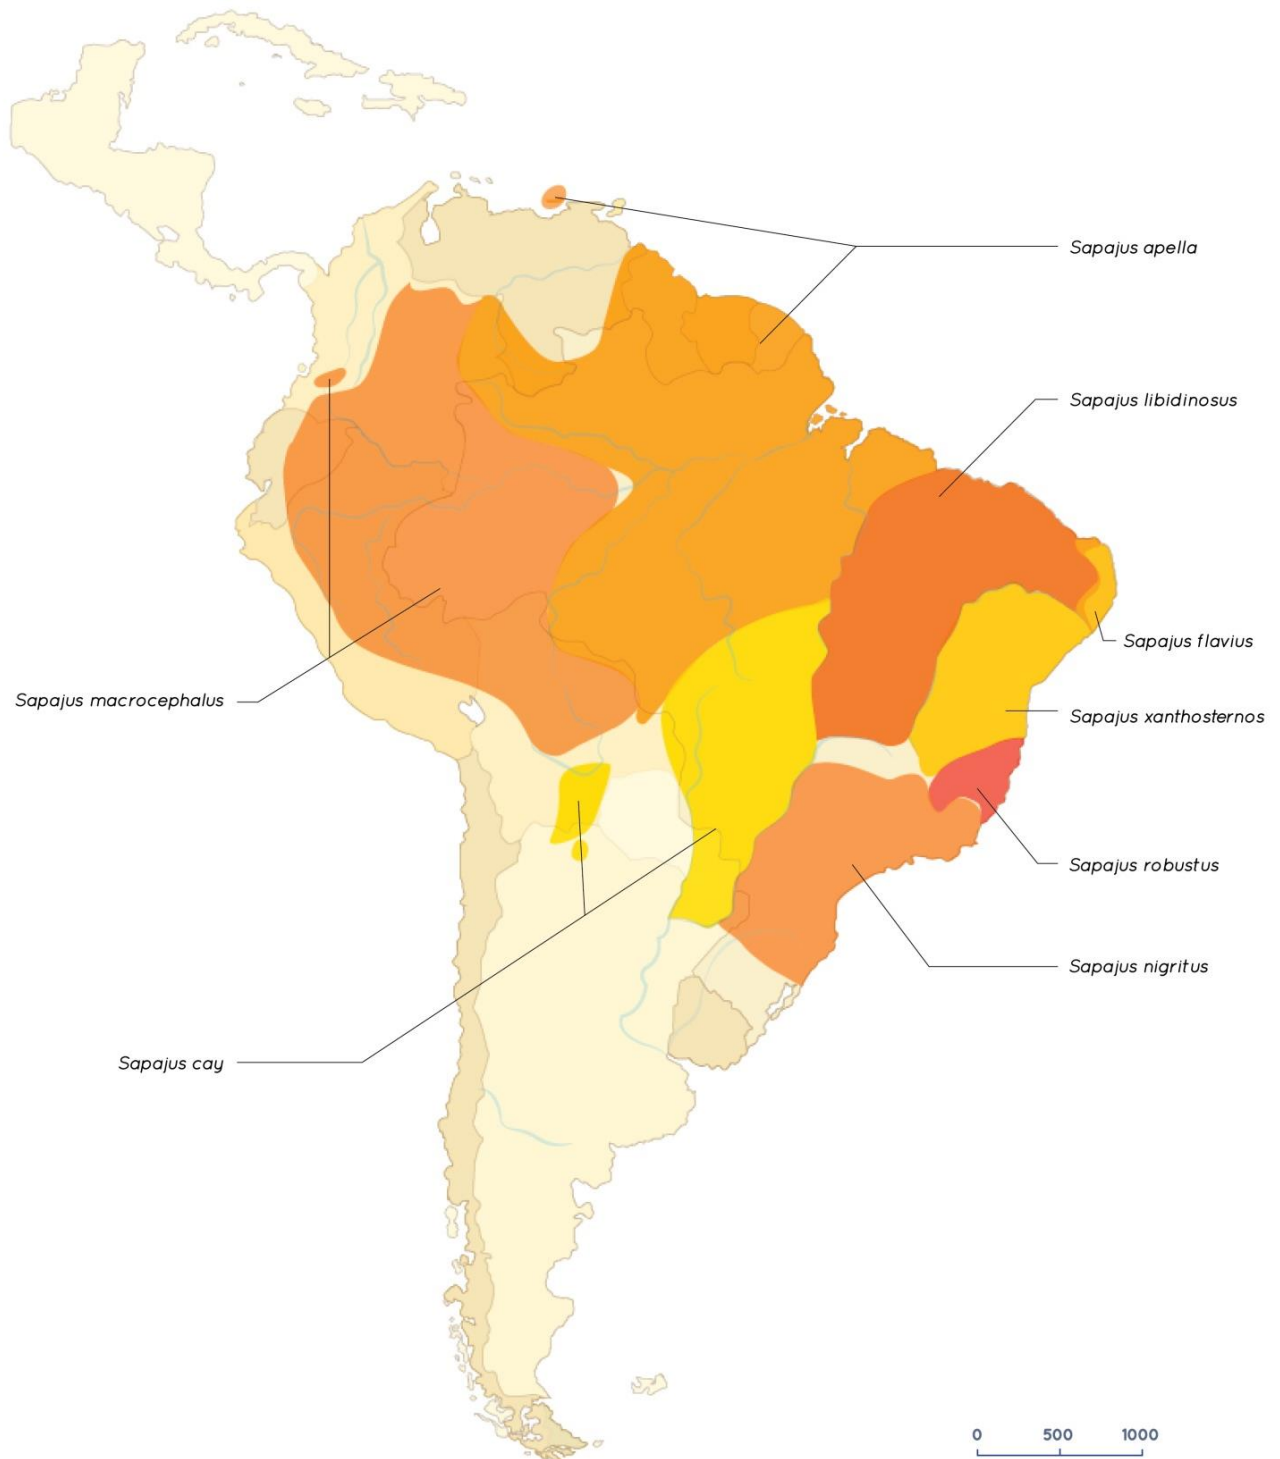 Sapajus apella
Sapajus libidinosus
Sapajus flavius
Sapajus macrocephalus
Sapajus xanthosternos
Sapajus robustus
Sapajus nigritus
Sapajus cay
0 500 1000